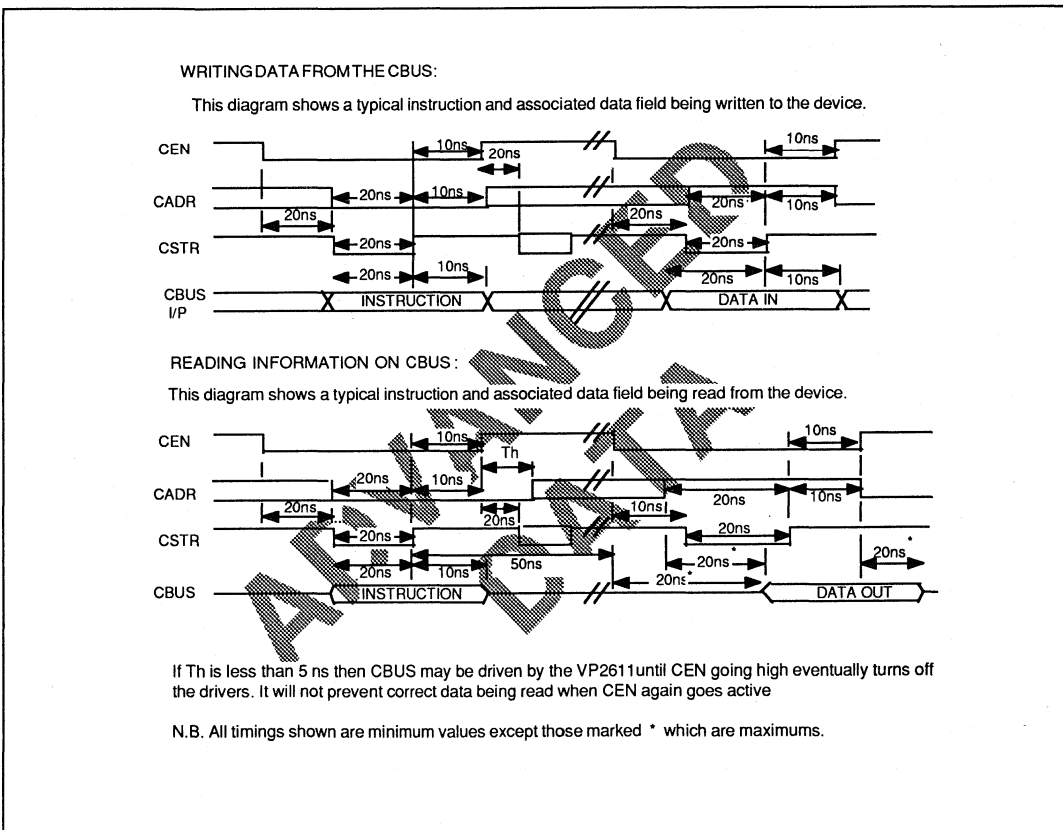 WRITING DATA FROM THE CBUS:
This diagram shows a typical instruction and associated data field being written to the device.
CEN
10ns
20ns
10ns
CADR
20ns
10ns
20ns
20ns
20ns
10ns
CSTR
20ns
20ns
20ns
10ns
20ns
10ns
CBUS
I/P
INSTRUCTION
DATA IN
READING INFORMATION ON CBUS:
This diagram shows a typical instruction and associated data field being read from the device.
CEN
10ns
Th
10ns
CADR
20ns
10ns
20ns
10ns
20ns
20ns
10ns
CSTR
20ns
20ns
20ns
10ns
50ns
20ns*
20ns*
20ns*
CBUS
INSTRUCTION
DATA OUT
ADVANCED
DATA
If Th is less than 5 ns then CBUS may be driven by the VP2611 until CEN going high eventually turns off
the drivers. It will not prevent correct data being read when CEN again goes active
N.B. All timings shown are minimum values except those marked * which are maximums.